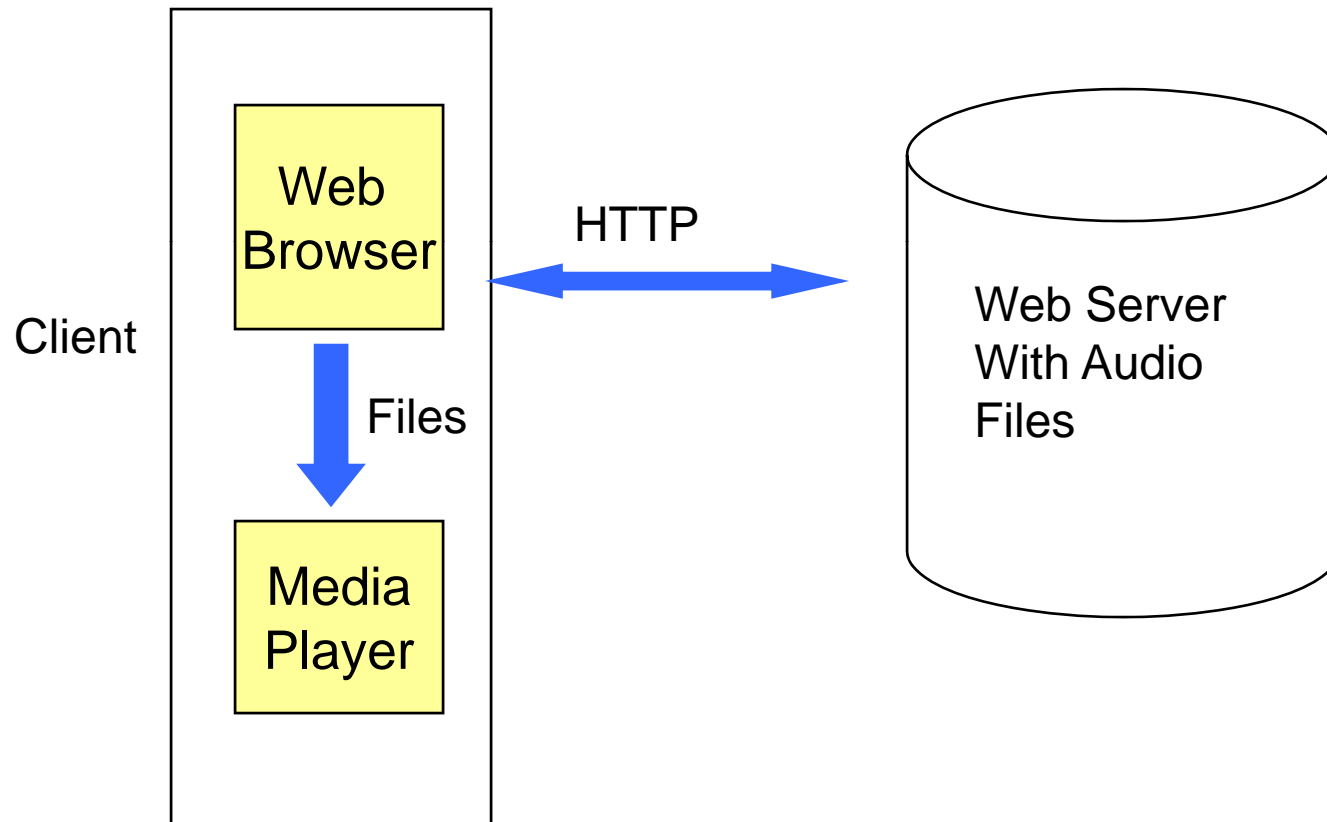 Client
Web
Browser
Files
Media
Player
HTTP
Web Server
With Audio
Files